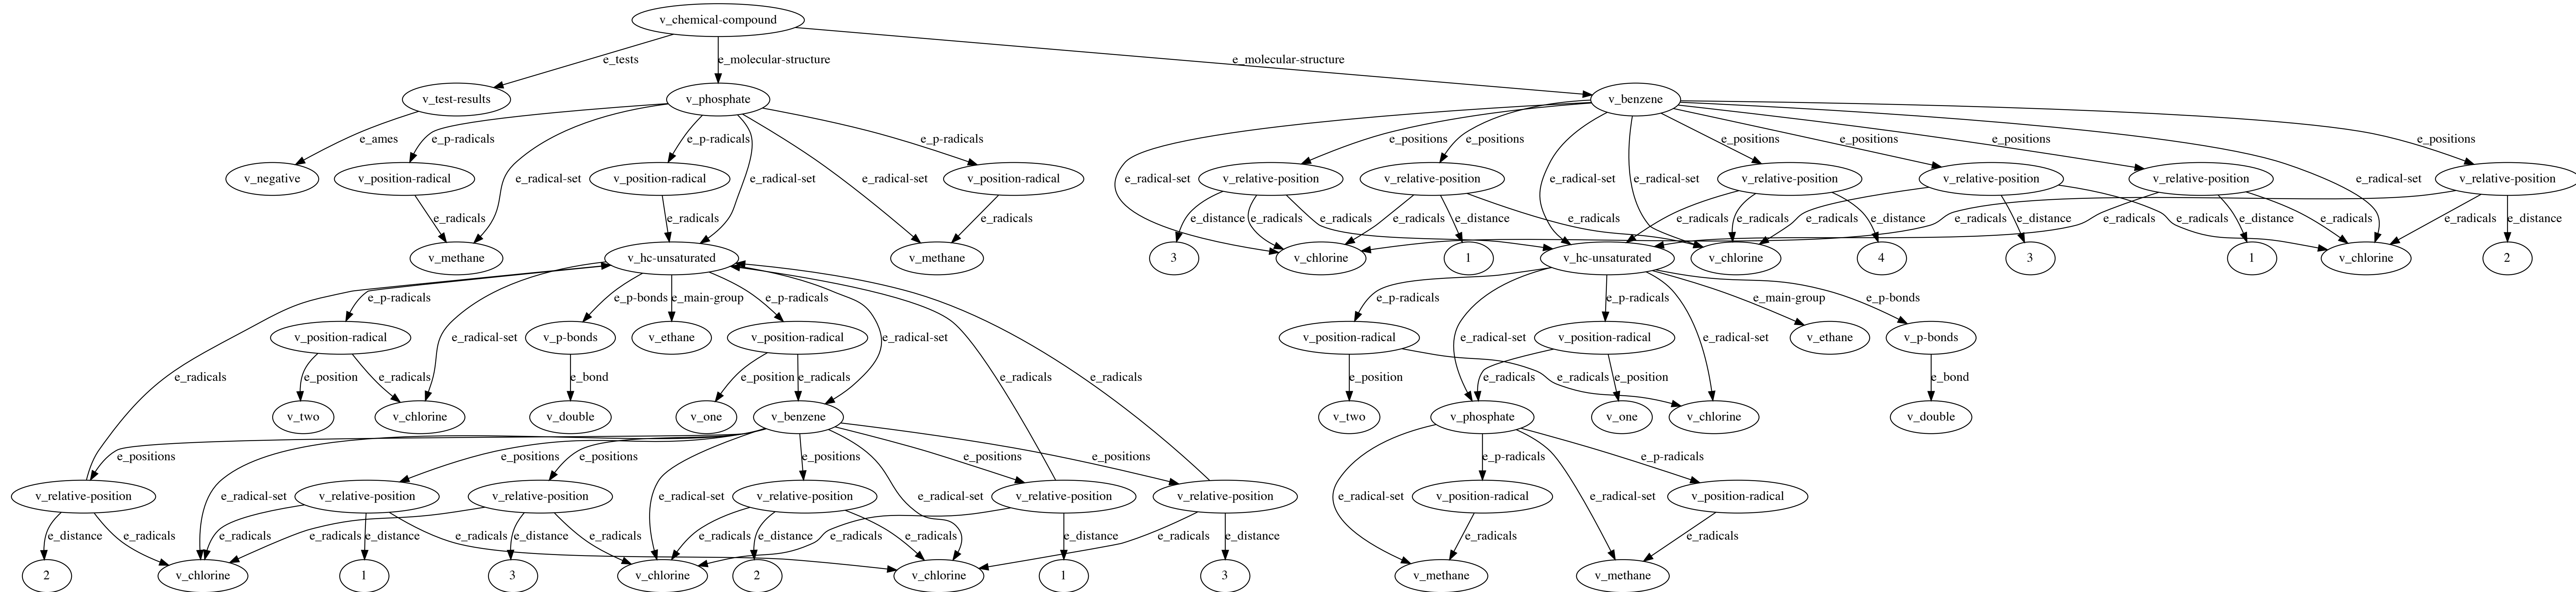 v_chemical-compound
e_tests e_molecular-structure e_molecular-structure
v_test-results v_phosphate v_benzene
e_ames e_p-radicals e_p-radicals e_p-radicals e_positions e_positions e_positions e_positions e_positions e_positions
v_negative v_position-radical e_radical-set v_position-radical e_radical-set e_radical-set v_position-radical e_radical-set v_relative-position v_relative-position e_radical-set e_radical-set v_relative-position v_relative-position v_relative-position e_radical-set v_relative-position
e_radicals e_radicals e_radicals e_distance e_radicals e_radicals e_radicals e_distance e_radicals e_radicals e_radicals e_distance e_radicals e_distance e_radicals e_radicals e_radicals e_distance e_radicals e_radicals e_distance
v_methane v_hc-unsaturated v_methane 3 v_chlorine 1 v_hc-unsaturated v_chlorine 4 3 1 v_chlorine 2
e_p-radicals e_p-bonds e_main-group e_p-radicals e_p-radicals e_p-radicals e_main-group e_p-bonds
v_position-radical e_radical-set v_p-bonds v_ethane v_position-radical e_radical-set v_position-radical e_radical-set v_position-radical e_radical-set v_ethane v_p-bonds
e_radicals e_position e_radicals e_bond e_position e_radicals e_radicals e_radicals e_position e_radicals e_radicals e_position e_bond
v_two v_chlorine v_double v_one v_benzene v_two v_phosphate v_one v_chlorine v_double
e_positions e_positions e_positions e_positions e_positions e_positions e_p-radicals e_p-radicals
v_relative-position e_radical-set v_relative-position v_relative-position e_radical-set v_relative-position e_radical-set v_relative-position v_relative-position e_radical-set v_position-radical e_radical-set v_position-radical
e_distance e_radicals e_radicals e_radicals e_distance e_radicals e_distance e_radicals e_radicals e_distance e_radicals e_radicals e_distance e_radicals e_distance e_radicals e_radicals
2 v_chlorine 1 3 v_chlorine 2 v_chlorine 1 3 v_methane v_methane